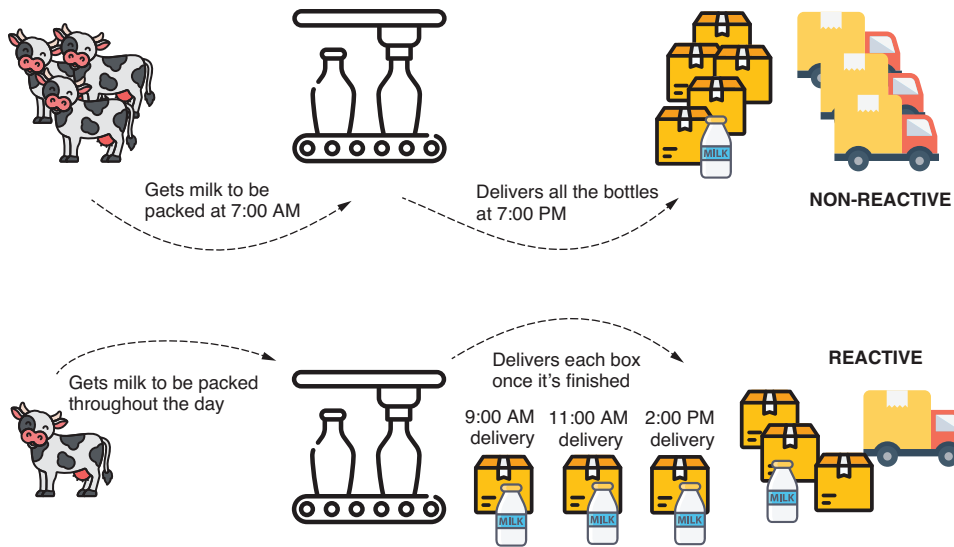 MILK
Gets milk to be
packed at 7:00 AM
Delivers all the bottles
at 7:00 PM
NON-REACTIVE
Gets milk to be packed
throughout the day
Delivers each box
once it's finished
REACTIVE
9:00 AM
delivery
11:00 AM
delivery
2:00 PM
delivery
MILK
MILK
MILK
MILK